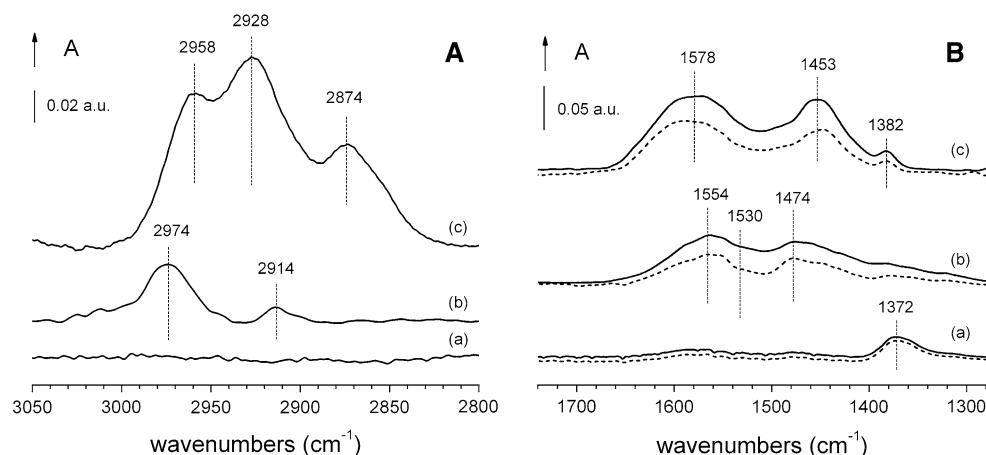 A
A
0.02 a.u.
2958
2928
2874
(c)
2974
2914
(b)
(a)
3050
3000
2950
2900
2850
2800
wavenumbers (cm⁻¹)
A
B
0.05 a.u.
1578
1453
1382
(c)
1554
1530
1474
(b)
1372
(a)
1700
1600
1500
1400
1300
wavenumbers (cm⁻¹)